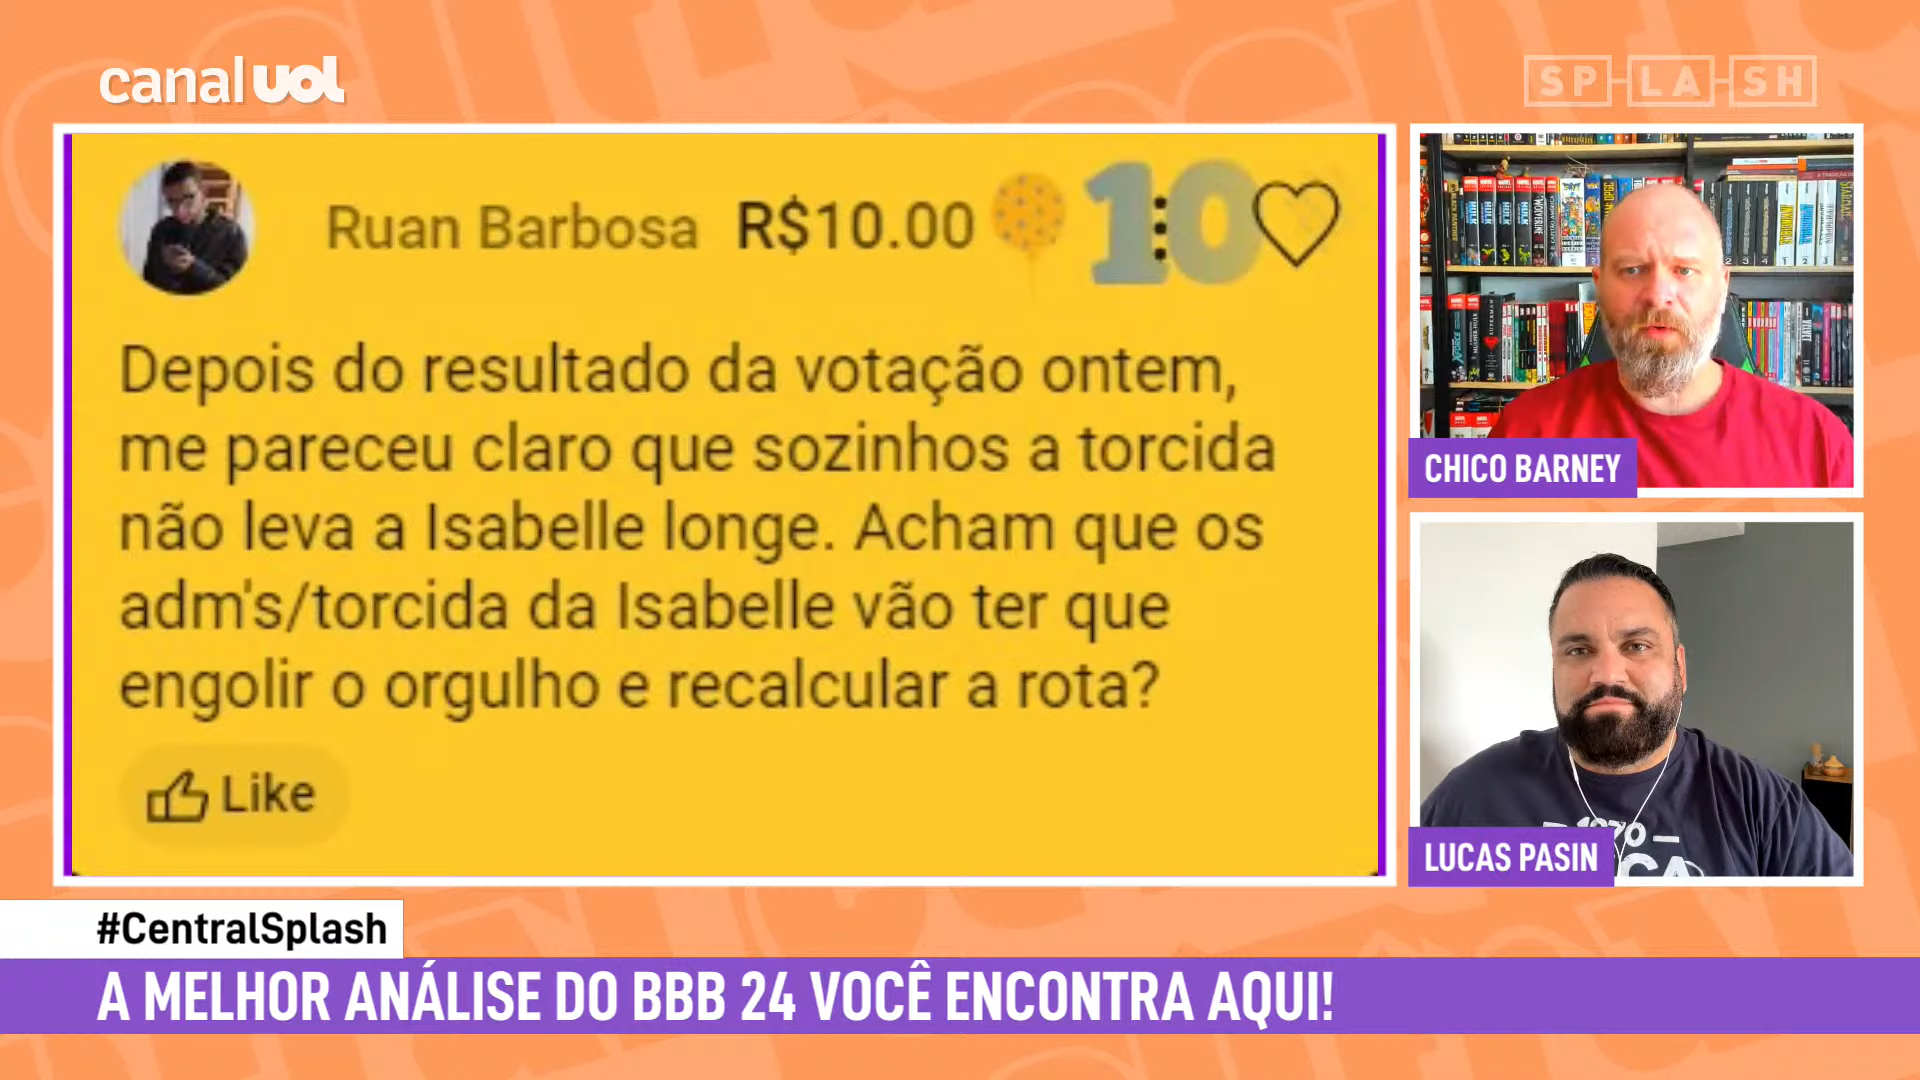 canal uol
SPLASH
Ruan Barbosa R$10.00 10
Depois do resultado da votação ontem,
me pareceu claro que sozinhos a torcida
não leva a Isabelle longe. Acham que os
adm's/torcida da Isabelle vão ter que
engolir o orgulho e recalcular a rota?
Like
CHICO BARNEY
LUCAS PASIN
#CentralSplash
A MELHOR ANÁLISE DO BBB 24 VOCÊ ENCONTRA AQUI!